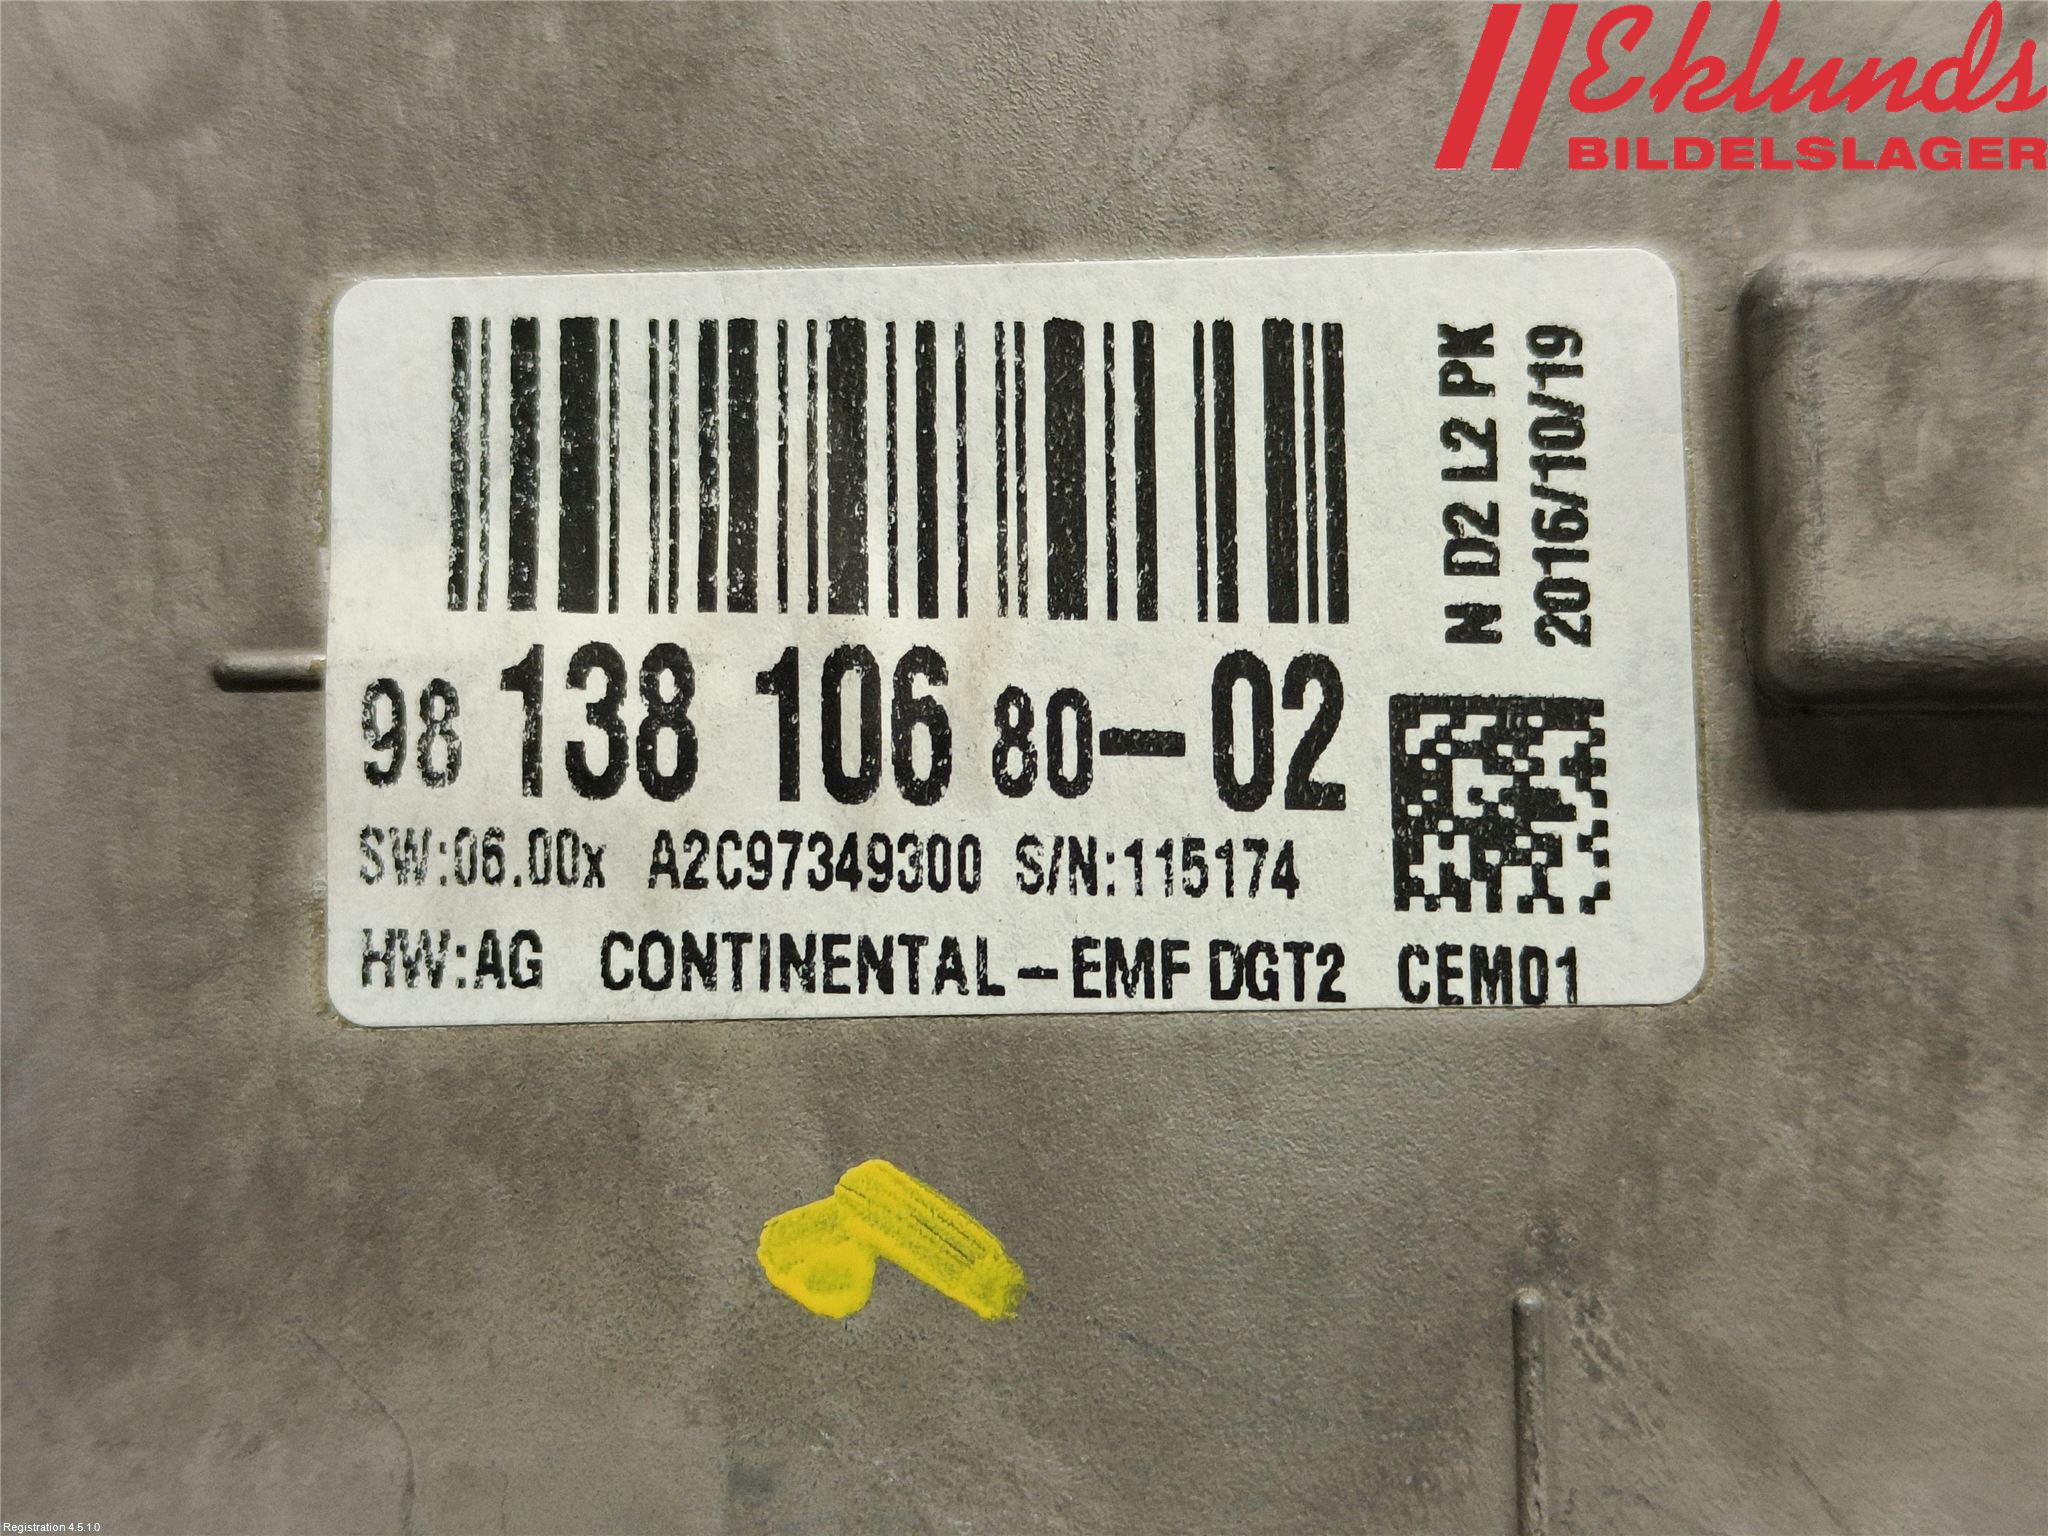 Eklunds
BILDELSLAGER
N D2 L2 PK
2016/10/19
98 138 106 80-02
SW:06.00x A2C97349300 S/N:115174
HW:AG CONTINENTAL-EMF DGT2 CEM01
Registration 4.5.1.0